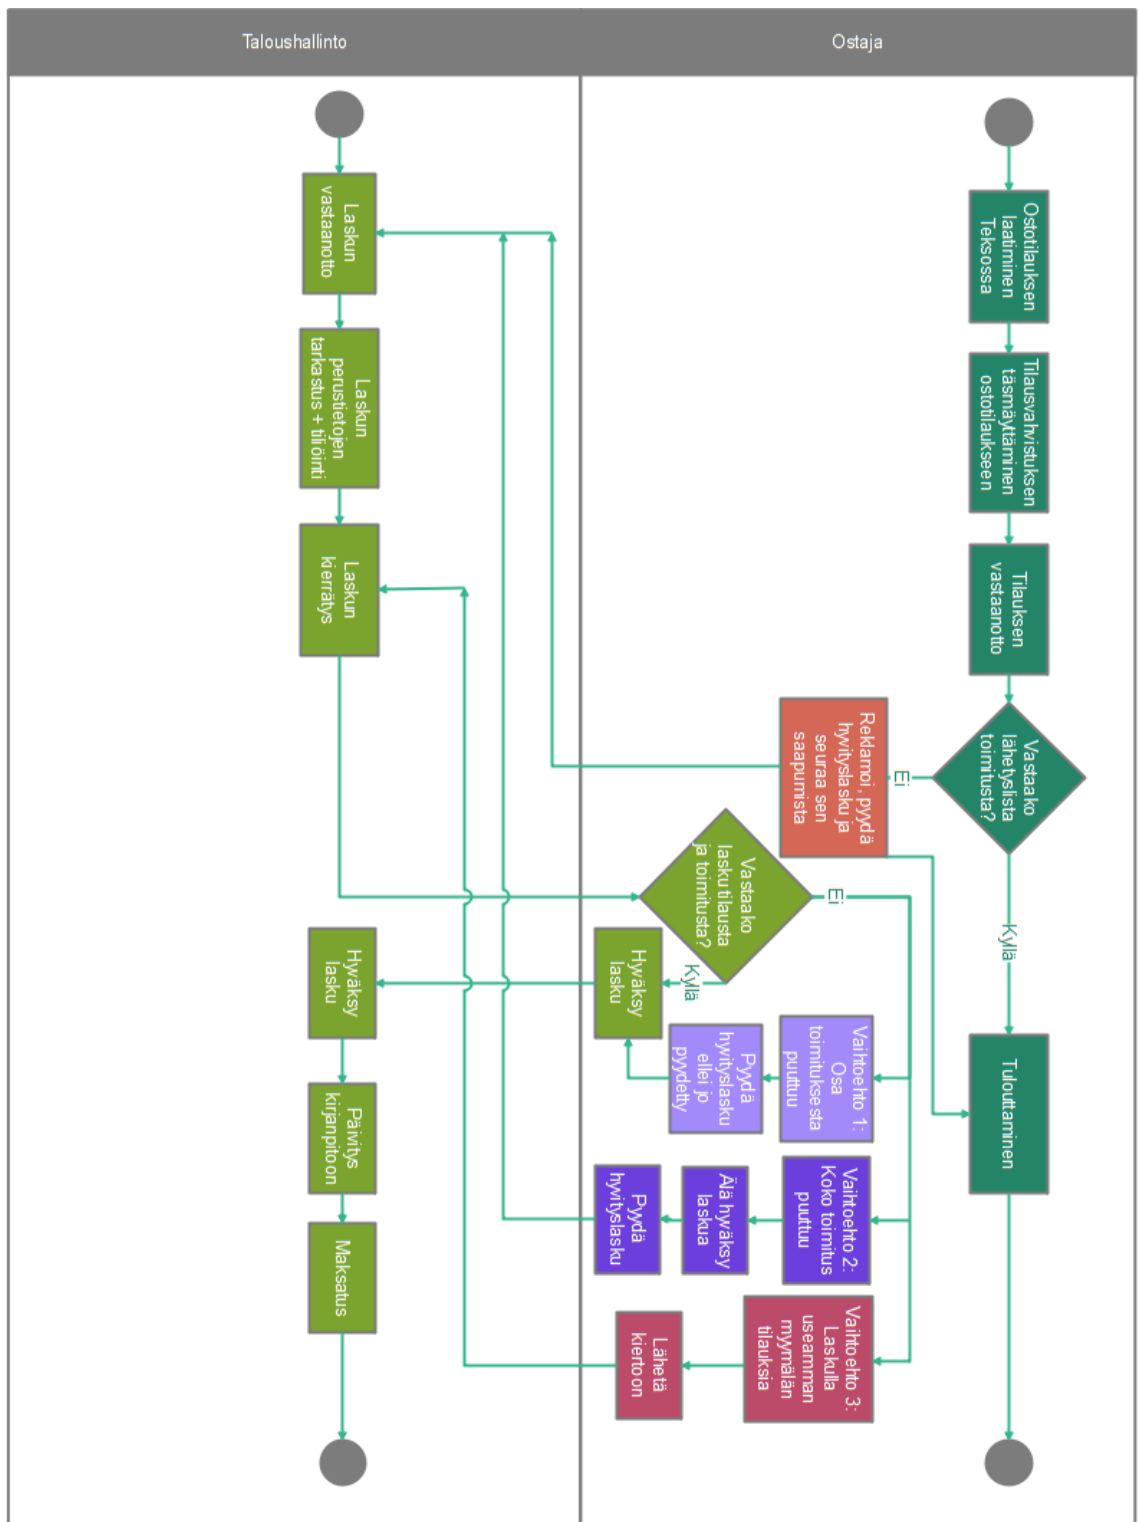 Taloushallinto
Ostaja
Ostotilauksen
laatiminen
Teksossa
Tilausvahvistuksen
täsmäyttäminen
ostotilaukseen
Tilauksen
vastaanotto
Vastaako
lähetyslista
toimitusta?
Ei
Kyllä
Reklamoi, pyydä
hyvityslasku ja
seuraa sen
saapumista
Tulouttaminen
Laskun
vastaanotto
Laskun
perustietojen
tarkastus + tiliöinti
Laskun
kierrätys
Vastaako
lasku tilausta
ja toimitusta?
Ei
Kyllä
Hyväksy
lasku
Vaihtoehto 1:
Osa
toimituksesta
puuttuu
Pyydä
hyvityslasku
ellei jo
pyydetty
Vaihtoehto 2:
Koko toimitus
puuttuu
Älä hyväksy
laskua
Pyydä
hyvityslasku
Vaihtoehto 3:
Laskulla
useamman
myymälän
tilauksia
Lähetä
kiertoon
Hyväksy
lasku
Päivitys
kirjanpitoon
Maksatus